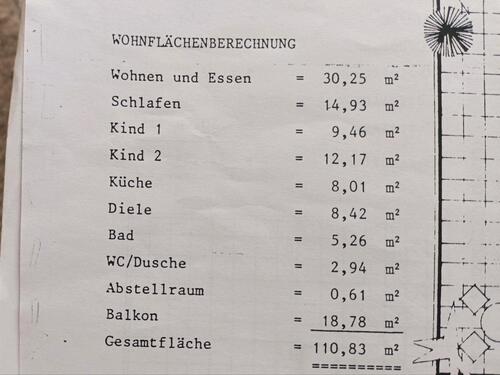 WOHNFLÄCHENBERECHNUNG
Wohnen und Essen = 30,25 m²
Schlafen = 14,93 m²
Kind 1 = 9,46 m²
Kind 2 = 12,17 m²
Küche = 8,01 m²
Diele = 8,42 m²
Bad = 5,26 m²
WC/Dusche = 2,94 m²
Abstellraum = 0,61 m²
Balkon = 18,78 m²
Gesamtfläche = 110,83 m²
==========